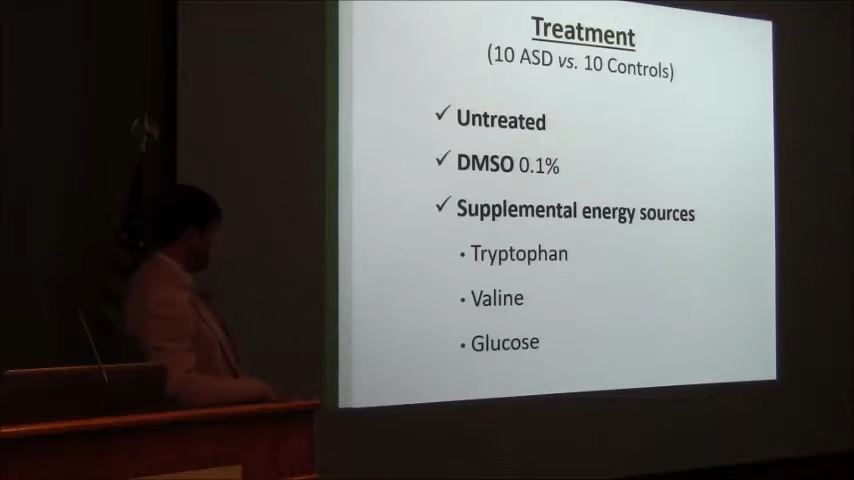 Treatment
(10 ASD vs. 10 Controls)
✓ Untreated
✓ DMSO 0.1%
✓ Supplemental energy sources
• Tryptophan
• Valine
• Glucose